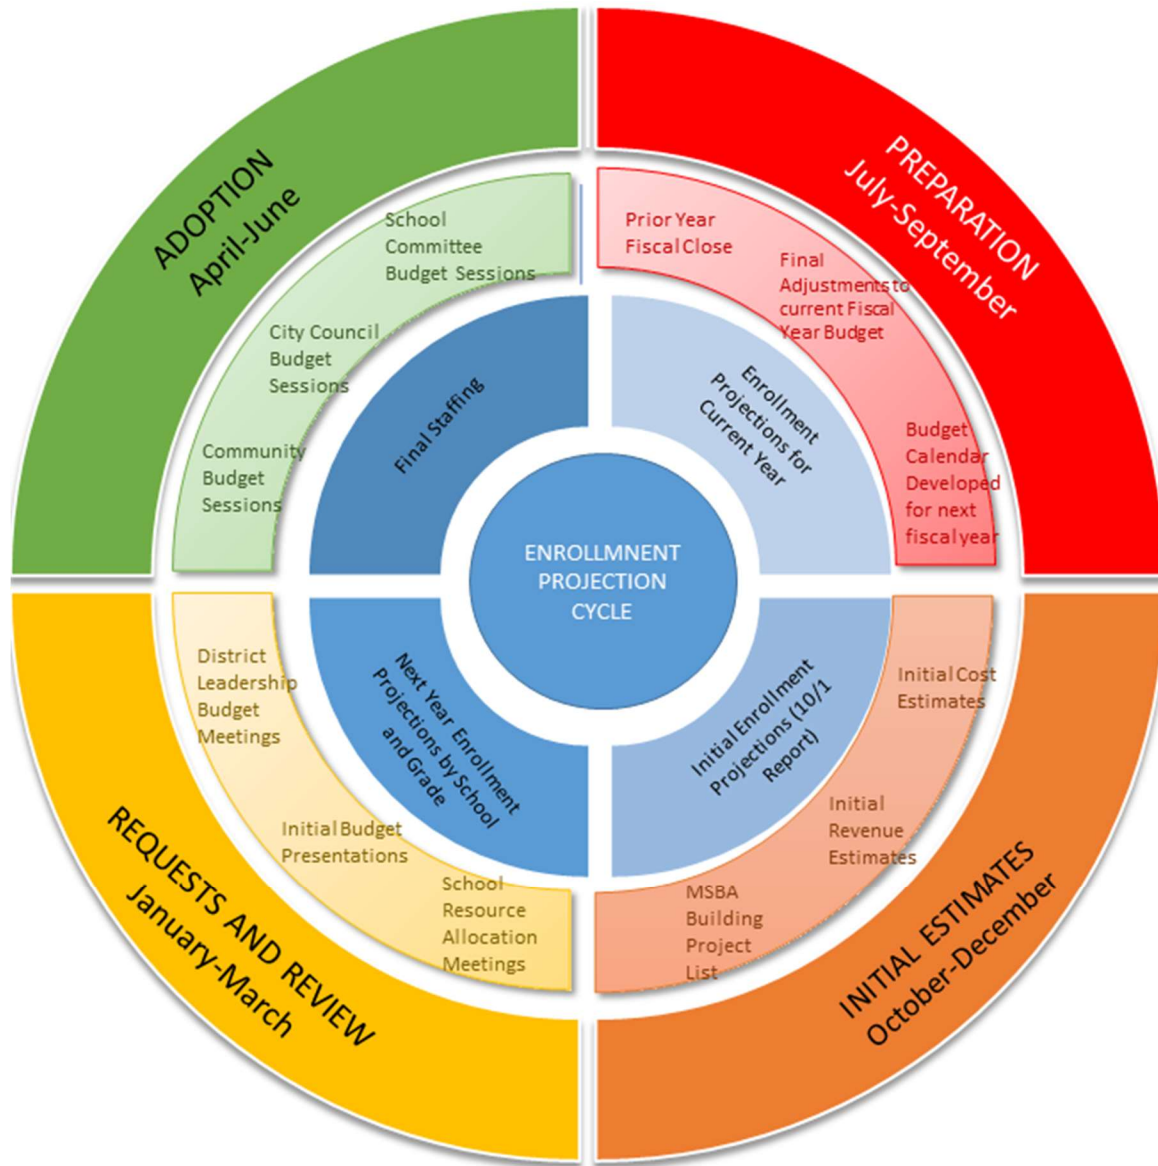 ADOPTION
April-June
PREPARATION
July-September
School
Committee
Budget Sessions
City Council
Budget
Sessions
Community
Budget
Sessions
Prior Year
Fiscal Close
Final
Adjustments to
current Fiscal
Year Budget
Budget
Calendar
Developed
for next
fiscal year
Final Staffing
Enrollment
Projections for
Current Year
ENROLLMNENT
PROJECTION
CYCLE
Next Year Enrollment
Projections by School
and Grade
Initial Enrollment
Projections (10/1
Report)
District
Leadership
Budget
Meetings
Initial Budget
Presentations
School
Resource
Allocation
Meetings
Initial Cost
Estimates
Initial
Revenue
Estimates
MSBA
Building
Project
List
REQUESTS AND REVIEW
January-March
INITIAL ESTIMATES
October-December